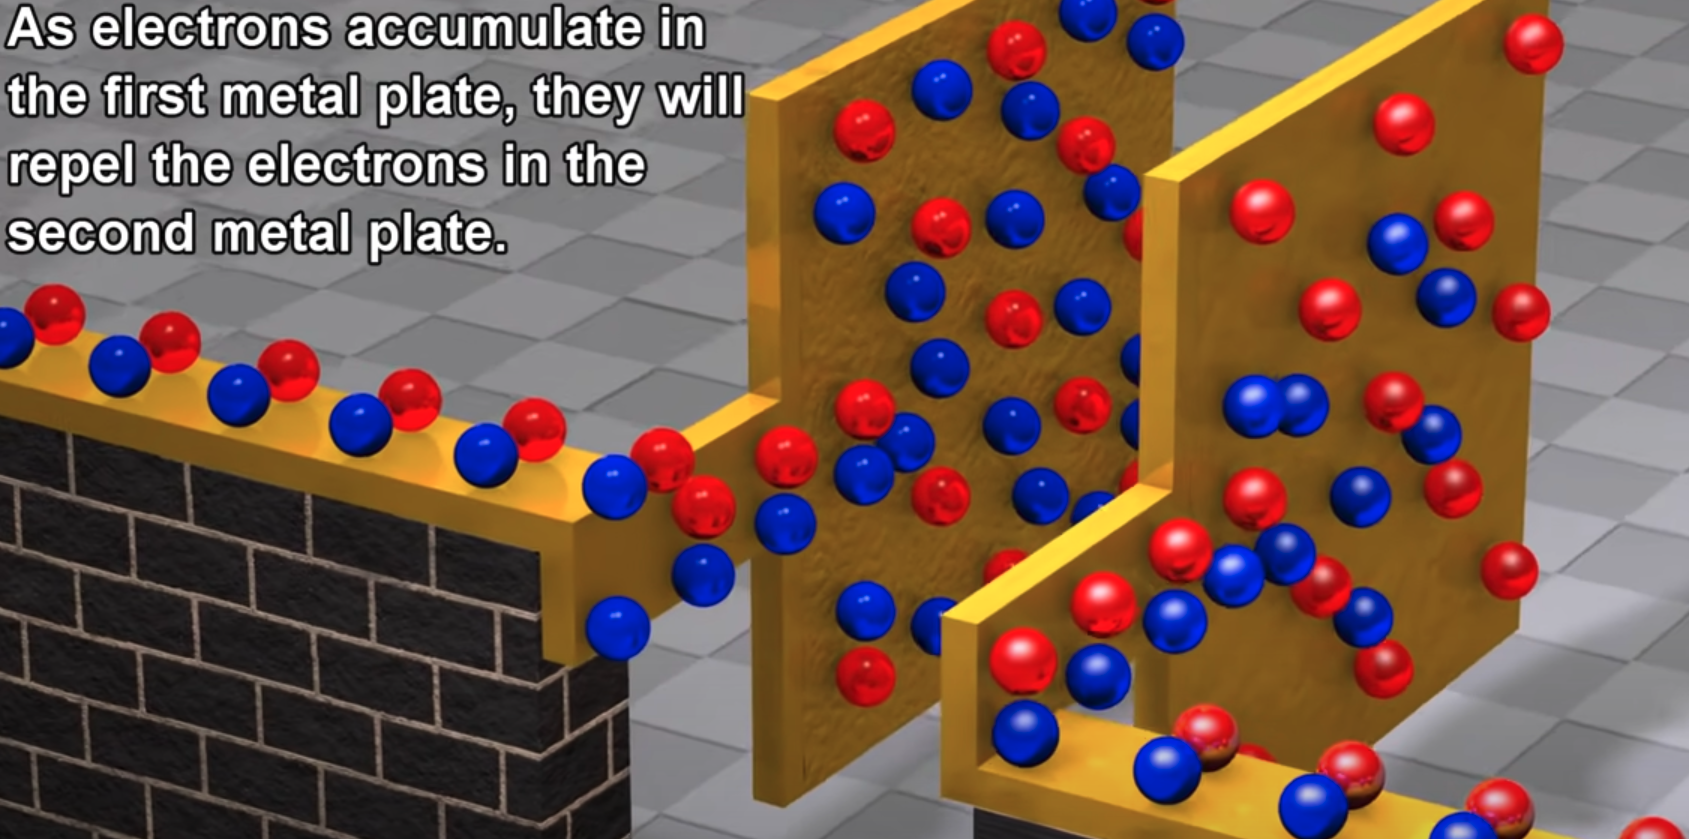 As electrons accumulate in
the first metal plate, they will
repel the electrons in the
second metal plate.